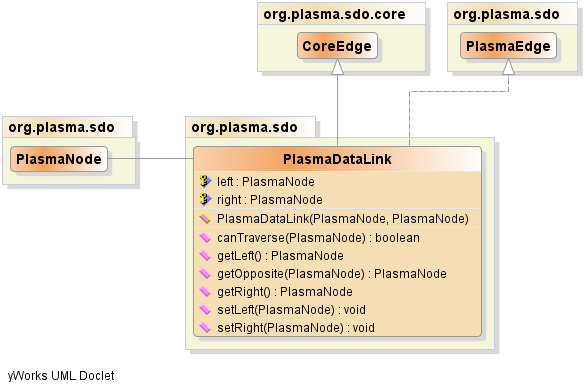 org.plasma.sdo.core
CoreEdge
org.plasma.sdo
PlasmaEdge
org.plasma.sdo
PlasmaNode
org.plasma.sdo
PlasmaDataLink
left : PlasmaNode
right : PlasmaNode
PlasmaDataLink(PlasmaNode, PlasmaNode)
canTraverse(PlasmaNode) : boolean
getLeft() : PlasmaNode
getOpposite(PlasmaNode) : PlasmaNode
getRight() : PlasmaNode
setLeft(PlasmaNode) : void
setRight(PlasmaNode) : void
yWorks UML Doclet